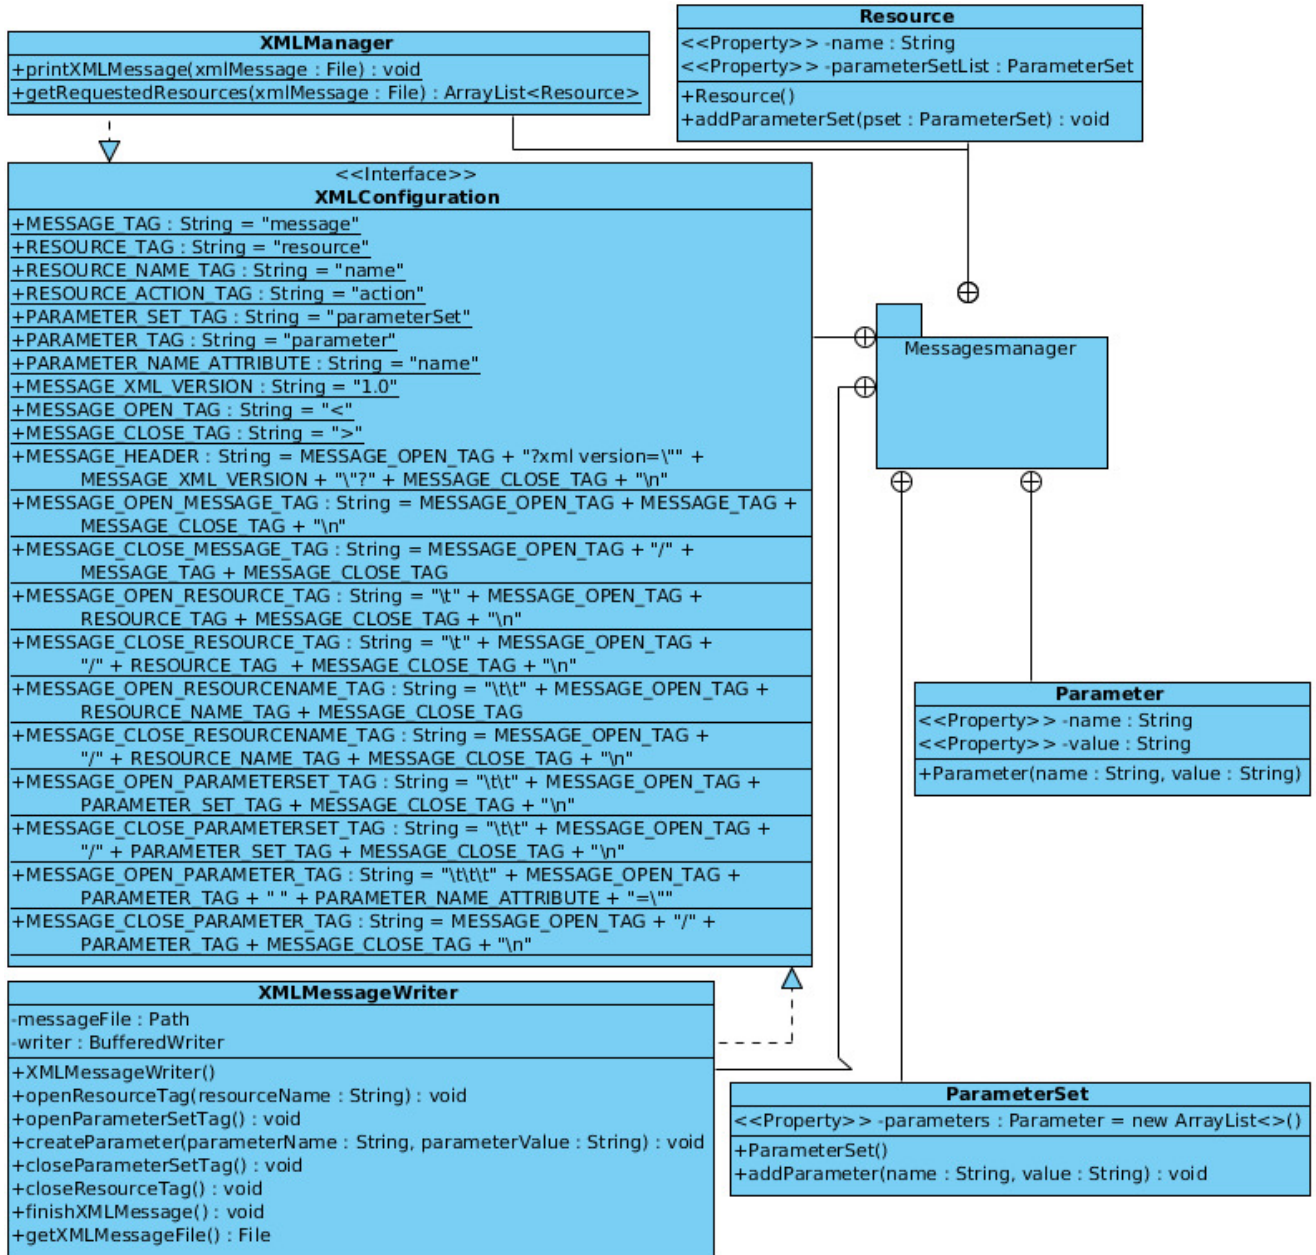 XMLManager
+printXMLMessage(xmlMessage : File) : void
+getRequestedResources(xmlMessage : File) : ArrayList<Resource>
Resource
<<Property>> -name : String
<<Property>> -parameterSetList : ParameterSet
+Resource()
+addParameterSet(pset : ParameterSet) : void
<<Interface>>
XMLConfiguration
+MESSAGE_TAG : String = "message"
+RESOURCE_TAG : String = "resource"
+RESOURCE_NAME_TAG : String = "name"
+RESOURCE_ACTION_TAG : String = "action"
+PARAMETER_SET_TAG : String = "parameterSet"
+PARAMETER_TAG : String = "parameter"
+PARAMETER_NAME_ATTRIBUTE : String = "name"
+MESSAGE_XML_VERSION : String = "1.0"
+MESSAGE_OPEN_TAG : String = "<"
+MESSAGE_CLOSE_TAG : String = ">"
+MESSAGE_HEADER : String = MESSAGE_OPEN_TAG + "?xml version=\"" +
MESSAGE_XML_VERSION + "\"?" + MESSAGE_CLOSE_TAG + "\n"
+MESSAGE_OPEN_MESSAGE_TAG : String = MESSAGE_OPEN_TAG + MESSAGE_TAG +
MESSAGE_CLOSE_TAG + "\n"
+MESSAGE_CLOSE_MESSAGE_TAG : String = MESSAGE_OPEN_TAG + "/" +
MESSAGE_TAG + MESSAGE_CLOSE_TAG
+MESSAGE_OPEN_RESOURCE_TAG : String = "\t" + MESSAGE_OPEN_TAG +
RESOURCE_TAG + MESSAGE_CLOSE_TAG + "\n"
+MESSAGE_CLOSE_RESOURCE_TAG : String = "\t" + MESSAGE_OPEN_TAG +
"/" + RESOURCE_TAG  + MESSAGE_CLOSE_TAG + "\n"
+MESSAGE_OPEN_RESOURCENAME_TAG : String = "\t\t" + MESSAGE_OPEN_TAG +
RESOURCE_NAME_TAG + MESSAGE_CLOSE_TAG
+MESSAGE_CLOSE_RESOURCENAME_TAG : String = MESSAGE_OPEN_TAG +
"/" + RESOURCE_NAME_TAG + MESSAGE_CLOSE_TAG + "\n"
+MESSAGE_OPEN_PARAMETERSET_TAG : String = "\t\t" + MESSAGE_OPEN_TAG +
PARAMETER_SET_TAG + MESSAGE_CLOSE_TAG + "\n"
+MESSAGE_CLOSE_PARAMETERSET_TAG : String = "\t\t" + MESSAGE_OPEN_TAG +
"/" + PARAMETER_SET_TAG + MESSAGE_CLOSE_TAG + "\n"
+MESSAGE_OPEN_PARAMETER_TAG : String = "\t\t\t" + MESSAGE_OPEN_TAG +
PARAMETER_TAG + " " + PARAMETER_NAME_ATTRIBUTE + "=\""
+MESSAGE_CLOSE_PARAMETER_TAG : String = MESSAGE_OPEN_TAG + "/" +
PARAMETER_TAG + MESSAGE_CLOSE_TAG + "\n"
Messagesmanager
Parameter
<<Property>> -name : String
<<Property>> -value : String
+Parameter(name : String, value : String)
XMLMessageWriter
-messageFile : Path
-writer : BufferedWriter
+XMLMessageWriter()
+openResourceTag(resourceName : String) : void
+openParameterSetTag() : void
+createParameter(parameterName : String, parameterValue : String) : void
+closeParameterSetTag() : void
+closeResourceTag() : void
+finishXMLMessage() : void
+getXMLMessageFile() : File
ParameterSet
<<Property>> -parameters : Parameter = new ArrayList<>()
+ParameterSet()
+addParameter(name : String, value : String) : void